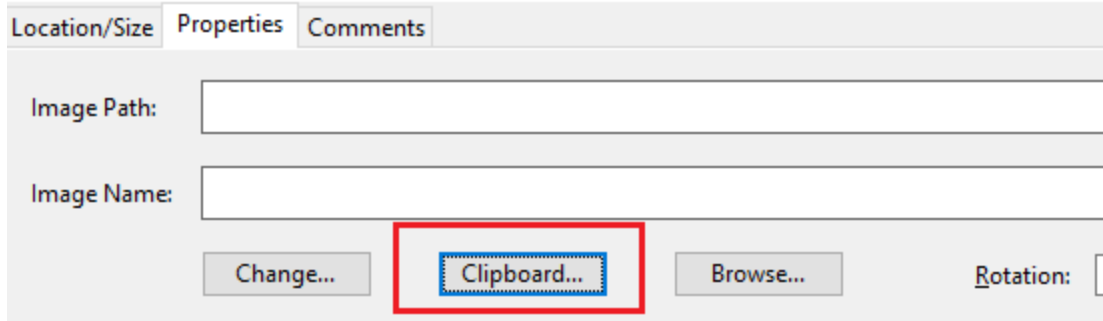 Location/Size Properties Comments
Image Path:
Image Name:
Change... Clipboard... Browse... Rotation: